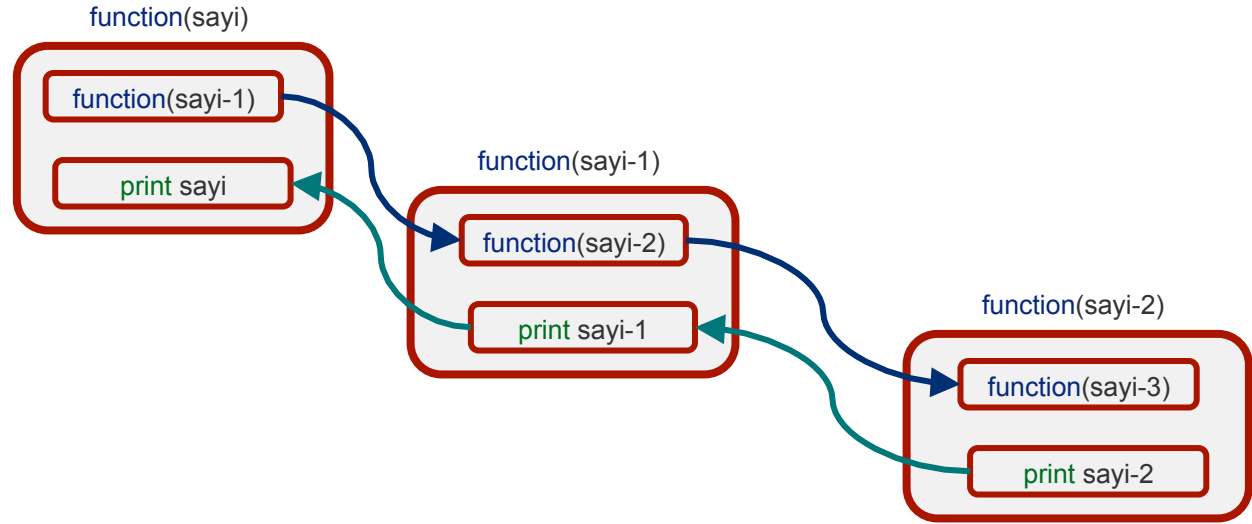 function(sayi)
function(sayi-1)
print sayi
function(sayi-1)
function(sayi-2)
print sayi-1
function(sayi-2)
function(sayi-3)
print sayi-2